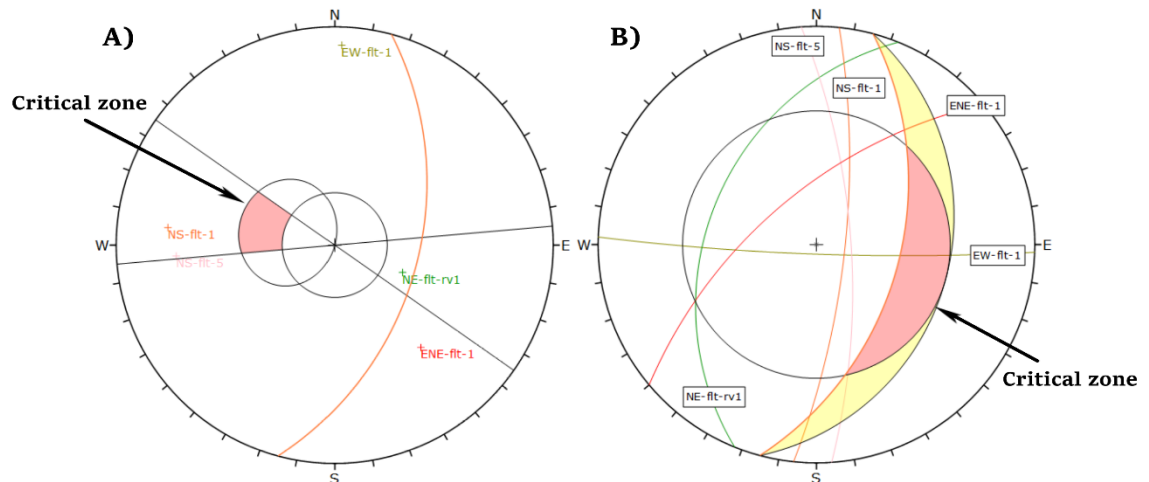 A)
N
EW-flt-1
Critical zone
NS-flt-1
W
E
NS-flt-5
NE-flt-rv1
ENE-flt-1
S
B)
N
NS-flt-5
NS-flt-1
ENE-flt-1
W
E
EW-flt-1
Critical zone
NE-flt-rv1
S